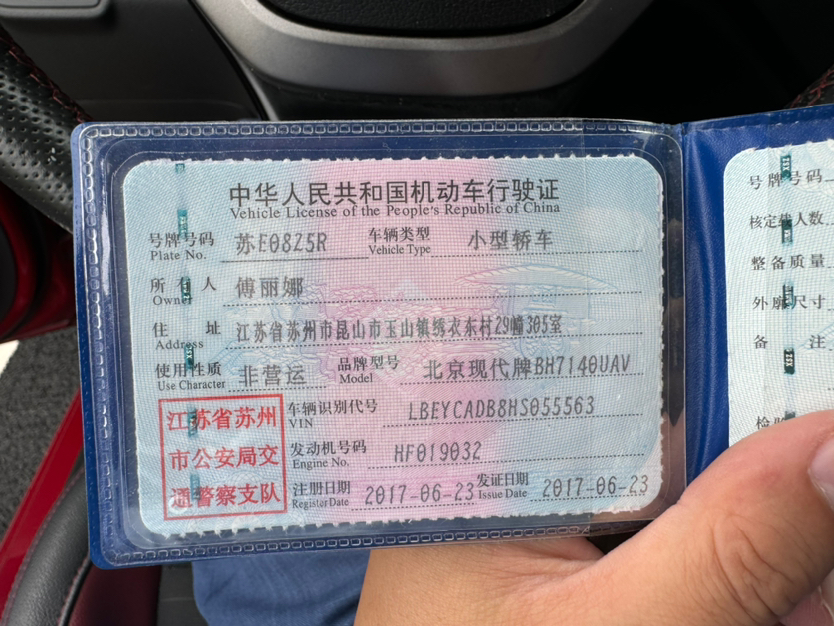 中华人民共和国机动车行驶证
Vehicle License of the People's Republic of China
号牌号码 苏E08Z5R 车辆类型 小型轿车
Plate No. Vehicle Type
所有人 傅丽娜
Owner
住址 江苏省苏州市昆山市玉山镇绣衣东村29幢305室
Address
使用性质 非营运 品牌型号 北京现代牌BH7140UAV
Use Character Model
江苏省苏州
市公安局交
通警察支队
车辆识别代号 LBEYCADB8HS055563
VIN
发动机号码 HF019032
Engine No.
注册日期 2017-06-23 发证日期 2017-06-23
Register Date Issue Date
号牌号码
核定载人数
整备质量
外廓尺寸
备注